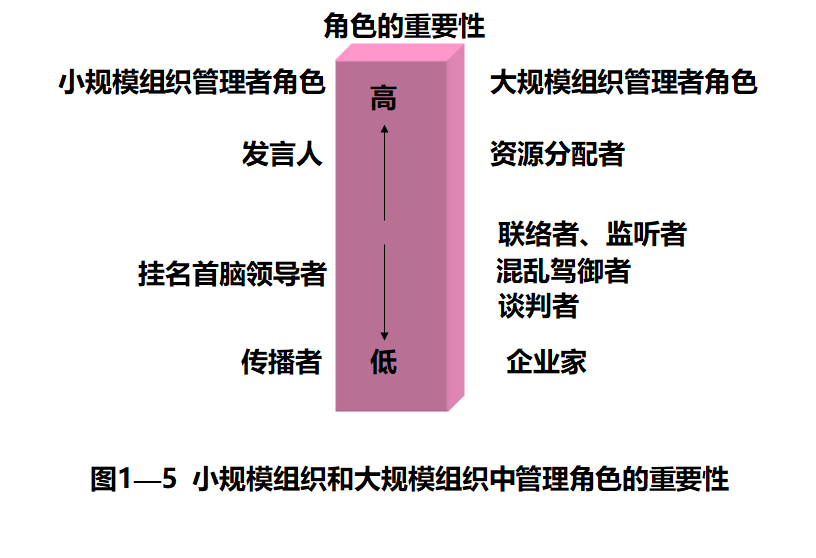 角色的重要性
小规模组织管理者角色
高
大规模组织管理者角色
发言人
资源分配者
联络者、监听者
挂名首脑领导者
混乱驾御者
谈判者
传播者
低
企业家
图1—5 小规模组织和大规模组织中管理角色的重要性